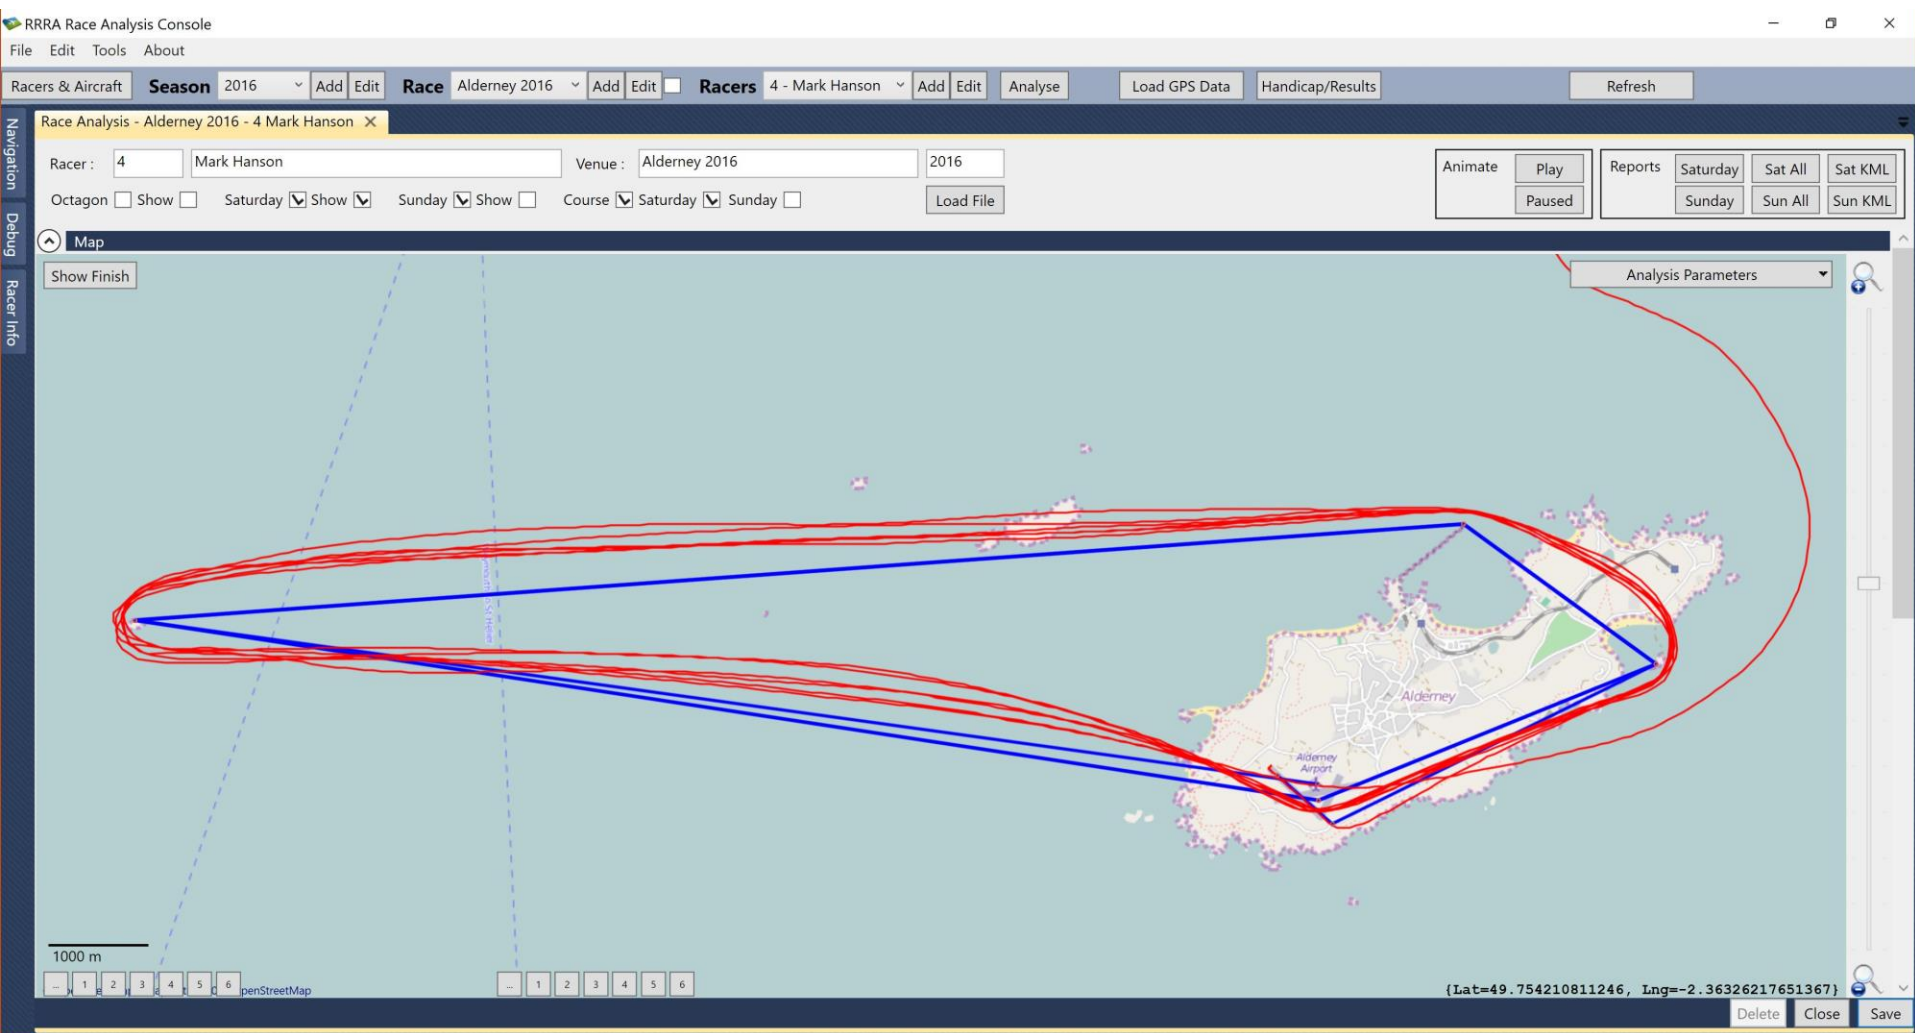 RRRA Race Analysis Console
File Edit Tools About
Racers & Aircraft Season 2016 Add Edit Race Alderney 2016 Add Edit Racers 4 - Mark Hanson Add Edit Analyse Load GPS Data Handicap/Results Refresh
Navigation
Debug
Racer Info
Race Analysis - Alderney 2016 - 4 Mark Hanson
Racer : 4 Mark Hanson Venue : Alderney 2016 2016
Animate Play Reports Saturday Sat All Sat KML
Octagon Show Saturday Show Sunday Show Course Saturday Sunday Load File
Paused Sunday Sun All Sun KML
Map
Show Finish
Analysis Parameters
Alderney
Alderney
Airport
1000 m
... 1 2 3 4 5 6 penStreetMap
... 1 2 3 4 5 6
{Lat=49.754210811246, Lng=-2.36326217651367}
Delete Close Save